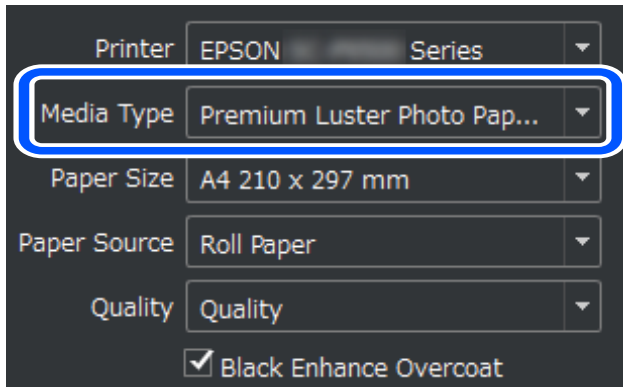 Printer EPSON Series
Media Type Premium Luster Photo Pap...
Paper Size A4 210 x 297 mm
Paper Source Roll Paper
Quality Quality
Black Enhance Overcoat